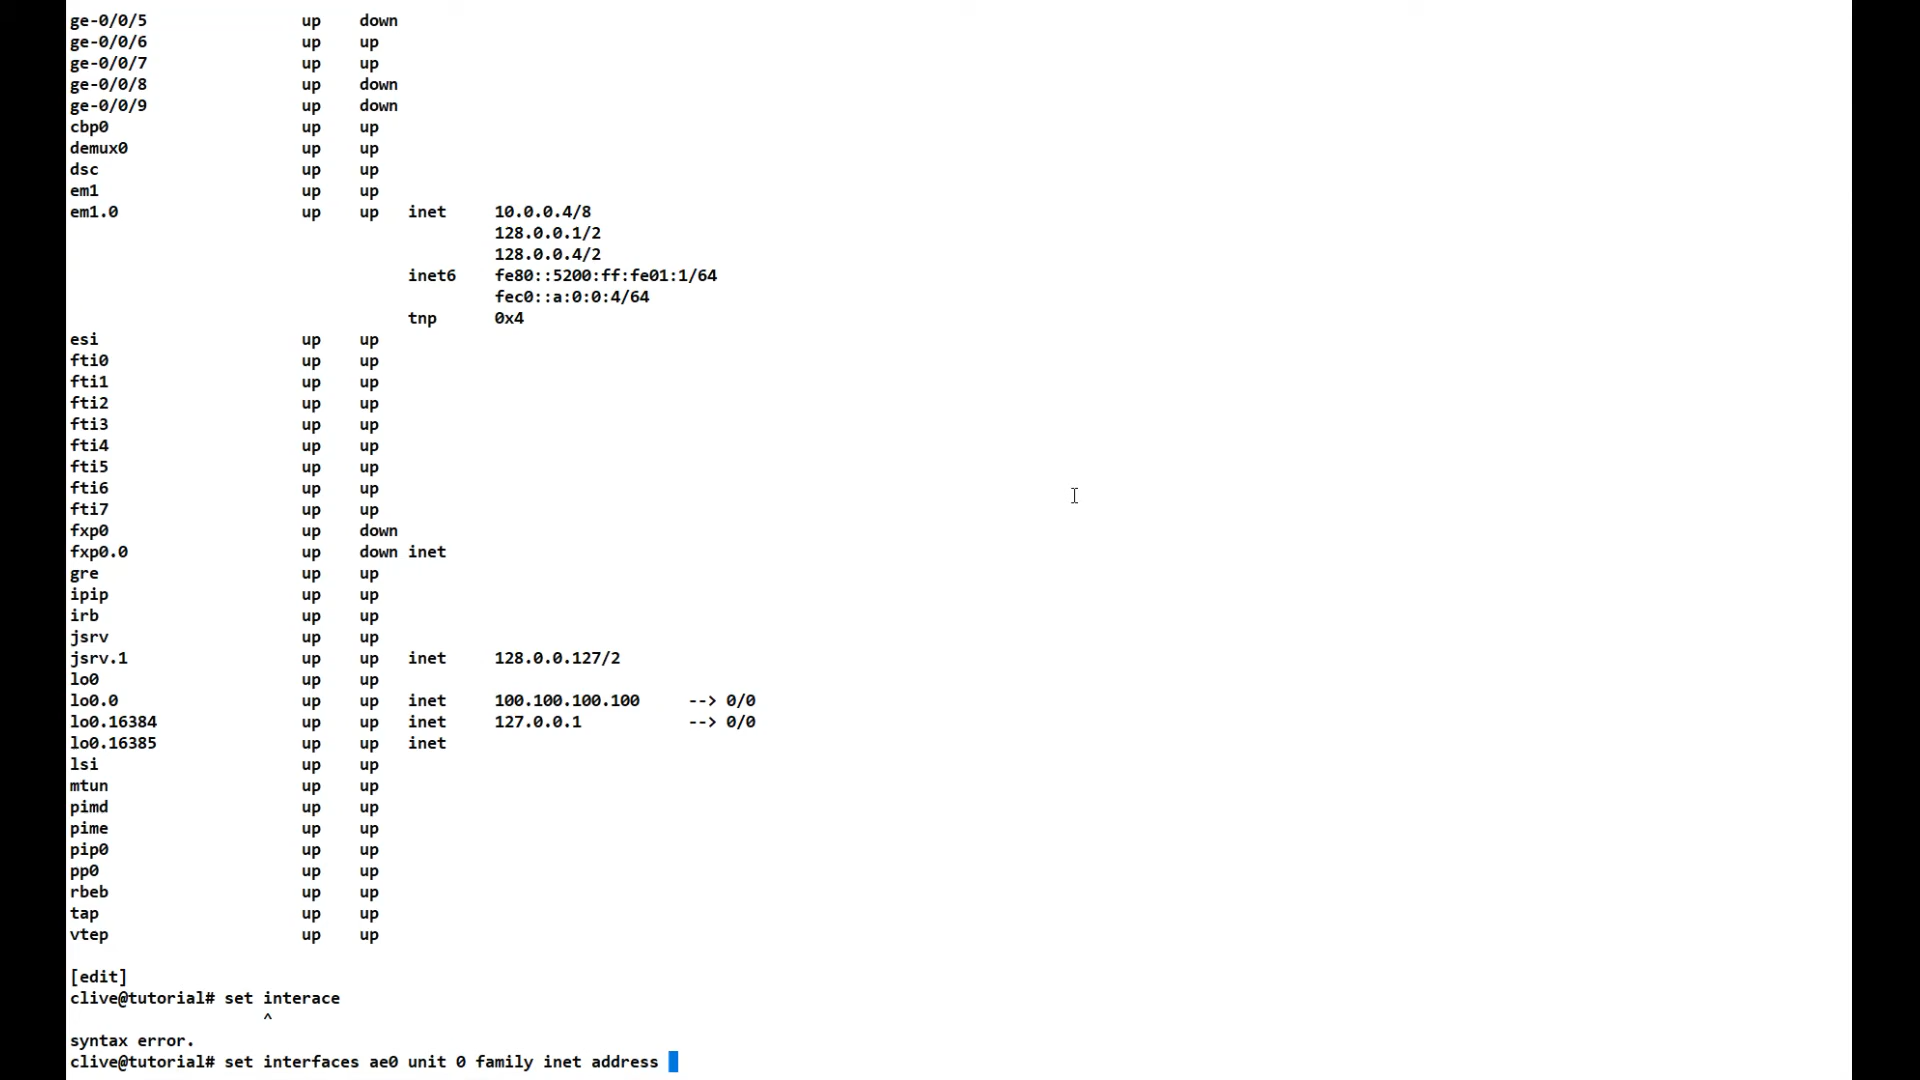 ge-0/0/5 up down
ge-0/0/6 up up
ge-0/0/7 up up
ge-0/0/8 up down
ge-0/0/9 up down
cbp0 up up
demux0 up up
dsc up up
em1 up up
em1.0 up up inet 10.0.0.4/8
128.0.0.1/2
128.0.0.4/2
inet6 fe80::5200:ff:fe01:1/64
fec0::a:0:0:4/64
tnp 0x4
esi up up
fti0 up up
fti1 up up
fti2 up up
fti3 up up
fti4 up up
fti5 up up
fti6 up up
fti7 up up
fxp0 up down
fxp0.0 up down inet
gre up up
ipip up up
irb up up
jsrv up up
jsrv.1 up up inet 128.0.0.127/2
lo0 up up
lo0.0 up up inet 100.100.100.100 --> 0/0
lo0.16384 up up inet 127.0.0.1 --> 0/0
lo0.16385 up up inet
lsi up up
mtun up up
pimd up up
pime up up
pip0 up up
pp0 up up
rbeb up up
tap up up
vtep up up
[edit]
clive@tutorial# set interace
^
syntax error.
clive@tutorial# set interfaces ae0 unit 0 family inet address